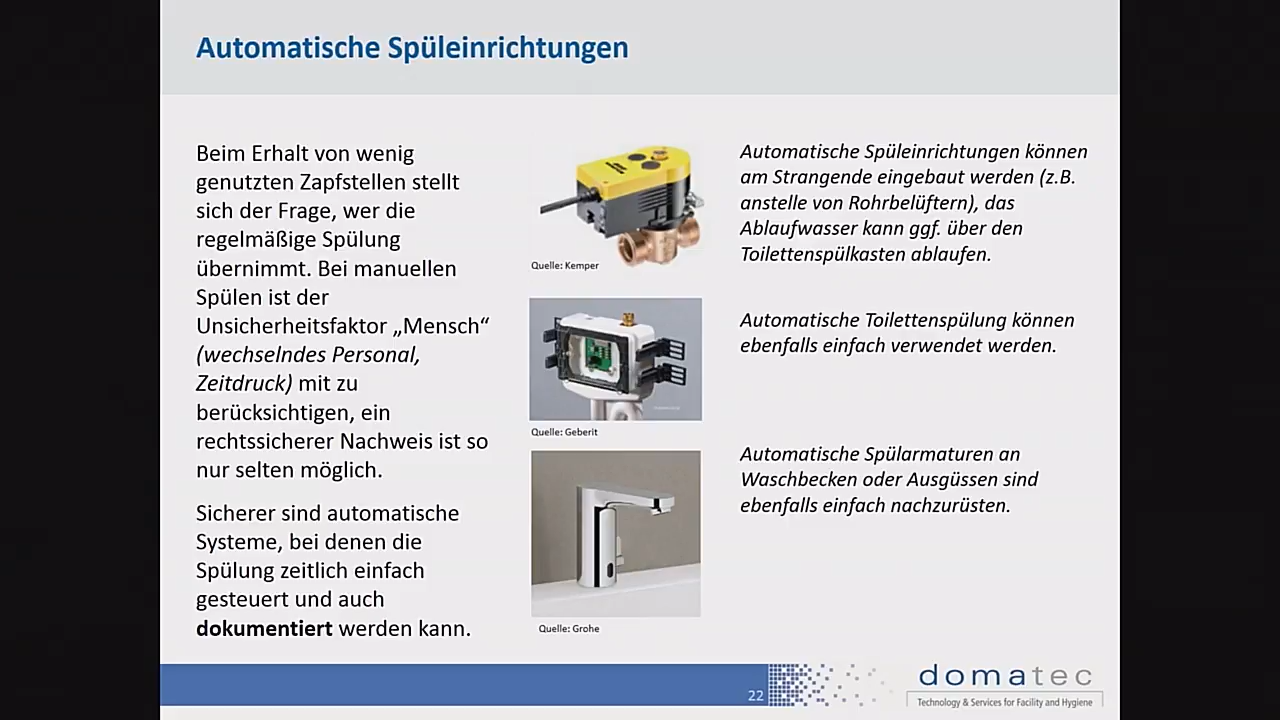 Automatische Spüleinrichtungen
Beim Erhalt von wenig
genutzten Zapfstellen stellt
sich der Frage, wer die
regelmäßige Spülung
übernimmt. Bei manuellen
Spülen ist der
Unsicherheitsfaktor „Mensch“
(wechselndes Personal,
Zeitdruck) mit zu
berücksichtigen, ein
rechtssicherer Nachweis ist so
nur selten möglich.
Sicherer sind automatische
Systeme, bei denen die
Spülung zeitlich einfach
gesteuert und auch
dokumentiert werden kann.
Quelle: Kemper
Quelle: Geberit
Quelle: Grohe
Automatische Spüleinrichtungen können
am Strangende eingebaut werden (z.B.
anstelle von Rohrbelüftern), das
Ablaufwasser kann ggf. über den
Toilettenspülkasten ablaufen.
Automatische Toilettenspülung können
ebenfalls einfach verwendet werden.
Automatische Spülarmaturen an
Waschbecken oder Ausgüssen sind
ebenfalls einfach nachzurüsten.
22
domatec
Technology & Services for Facility and Hygiene